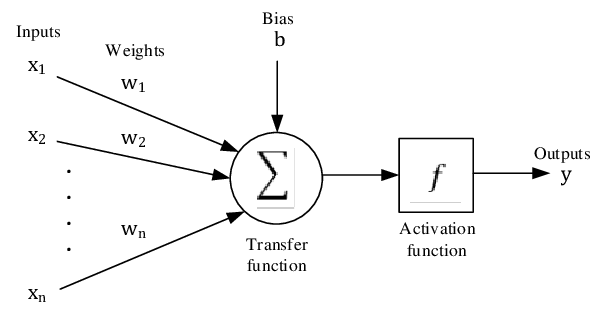 Inputs
Weights
Bias
b
x₁
w₁
x₂
w₂
wₙ
xₙ
∑
Transfer
function
f
Activation
function
Outputs
y